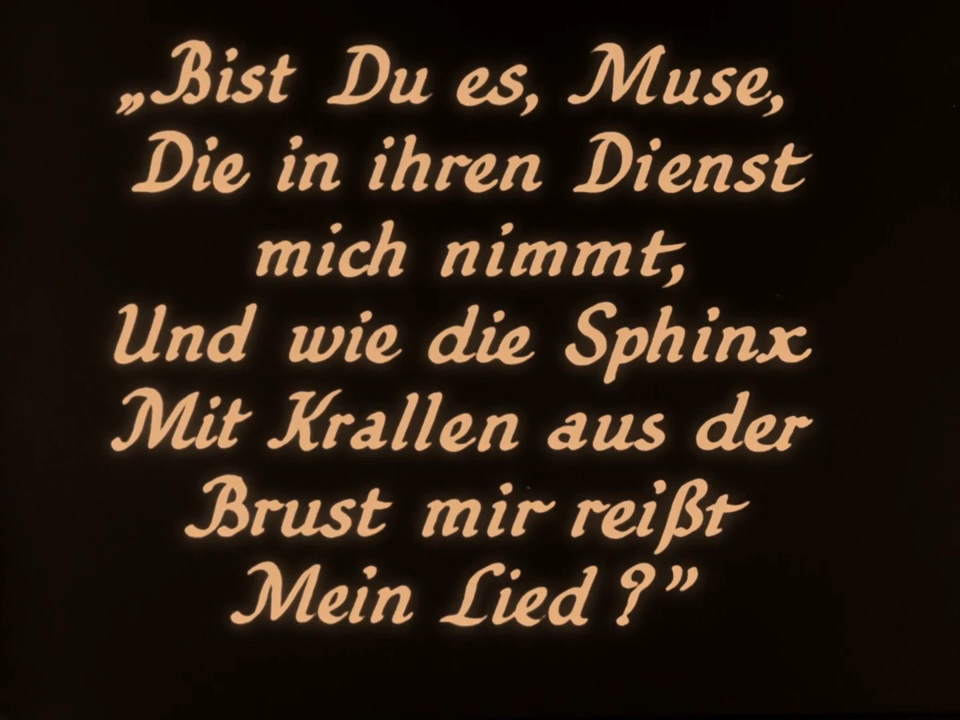 „Bist Du es, Muse,
Die in ihren Dienst
mich nimmt,
Und wie die Sphinx
Mit Krallen aus der
Brust mir reißt
Mein Lied?”